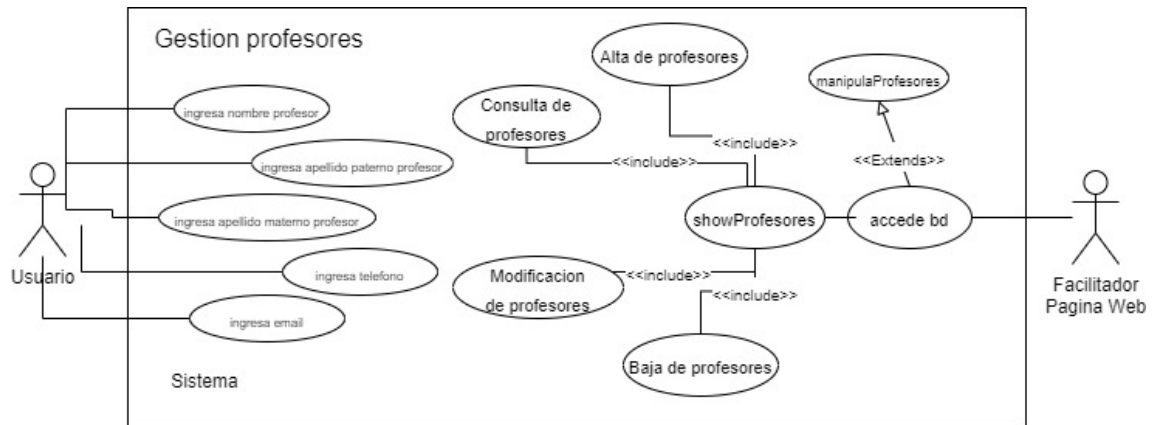 Gestion profesores
Alta de profesores
manipulaProfesores
ingresa nombre profesor
Consulta de
profesores
<<include>>
ingresa apellido paterno profesor
<<include>>
<<Extends>>
ingresa apellido materno profesor
showProfesores
accede bd
Usuario
ingresa telefono
Modificacion
de profesores
<<include>>
<<include>>
Facilitador
Pagina Web
ingresa email
Baja de profesores
Sistema